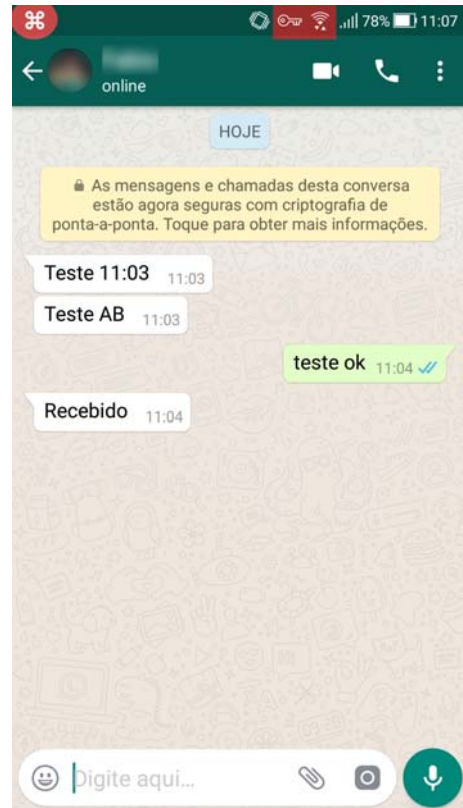 78% 11:07
online
HOJE
As mensagens e chamadas desta conversa
estão agora seguras com criptografia de
ponta-a-ponta. Toque para obter mais informações.
Teste 11:03 11:03
Teste AB 11:03
teste ok 11:04
Recebido 11:04
Digite aqui...